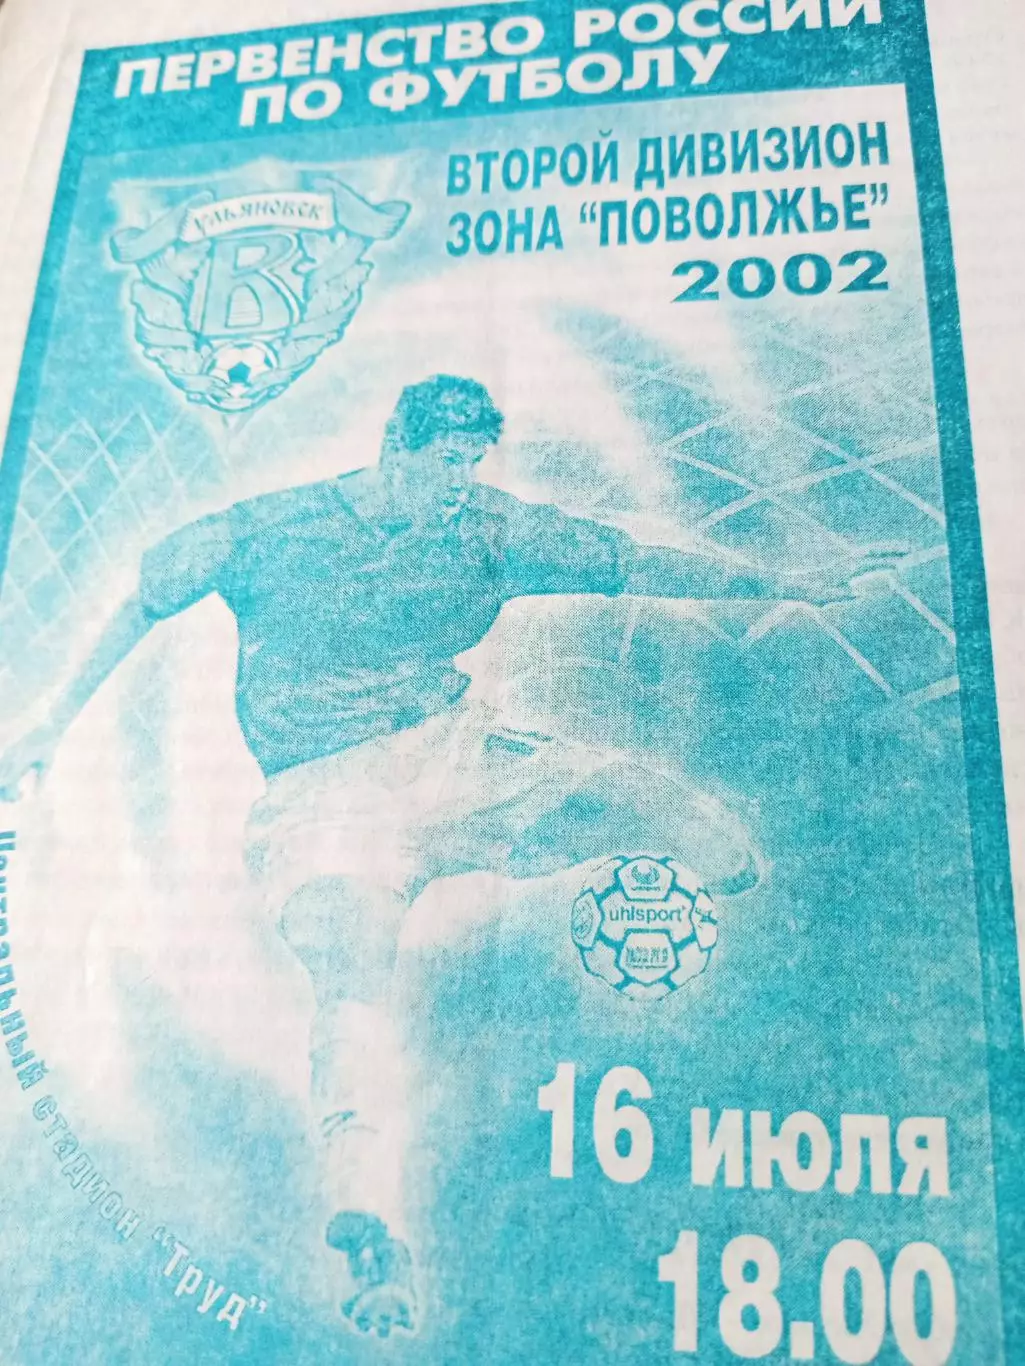 ПЕРВЕНСТВО РОССИИ
ПО ФУТБОЛУ
ВТОРОЙ ДИВИЗИОН
ЗОНА "ПОВОЛЖЬЕ"
2002
УЛЬЯНОВСК
В
uhlsport
16 июля
18.00
Центральный стадион "Труд"